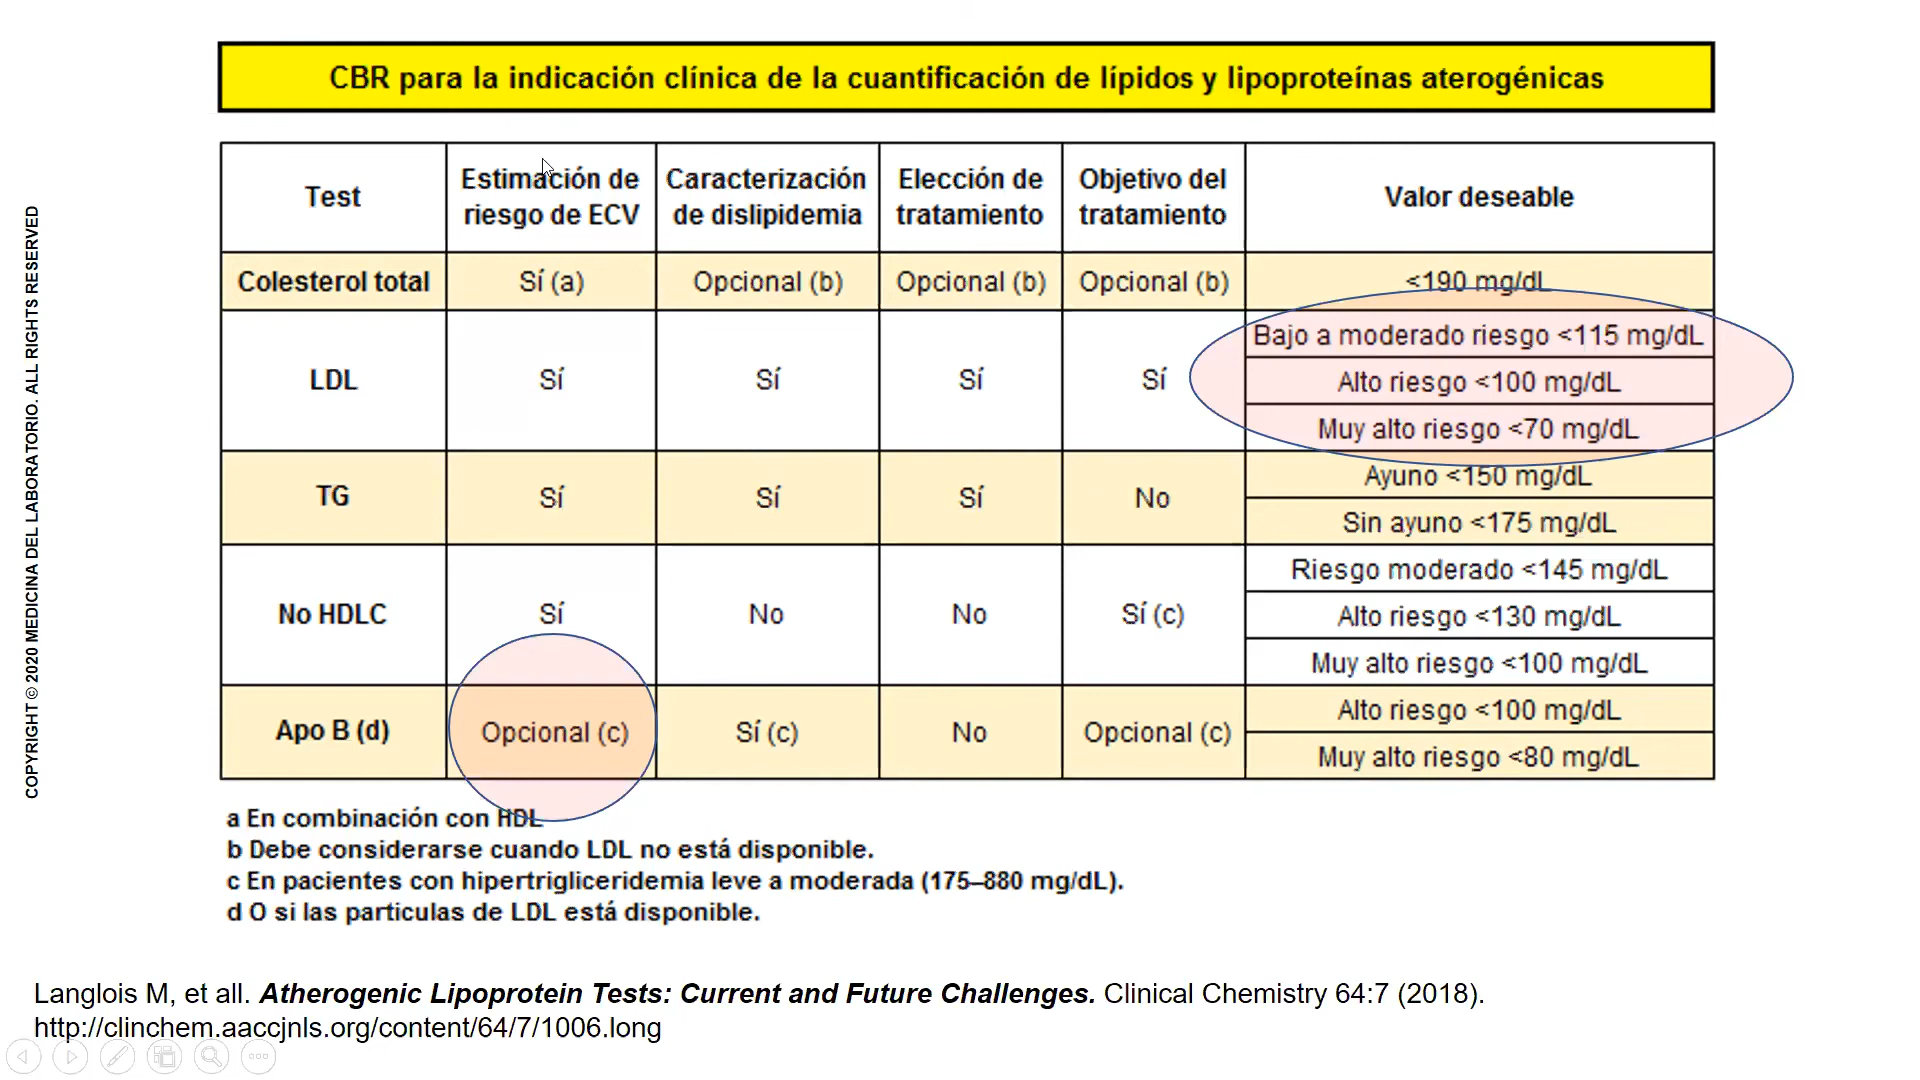 CBR para la indicación clínica de la cuantificación de lípidos y lipoproteínas aterogénicas
COPYRIGHT © 2020 MEDICINA DEL LABORATORIO. ALL RIGHTS RESERVED
Test
Estimación de
riesgo de ECV
Caracterización
de dislipidemia
Elección de
tratamiento
Objetivo del
tratamiento
Valor deseable
Colesterol total
Sí (a)
Opcional (b)
Opcional (b)
Opcional (b)
<190 mg/dL
LDL
Sí
Sí
Sí
Sí
Bajo a moderado riesgo <115 mg/dL
Alto riesgo <100 mg/dL
Muy alto riesgo <70 mg/dL
TG
Sí
Sí
Sí
No
Ayuno <150 mg/dL
Sin ayuno <175 mg/dL
No HDLC
Sí
No
No
Sí (c)
Riesgo moderado <145 mg/dL
Alto riesgo <130 mg/dL
Muy alto riesgo <100 mg/dL
Apo B (d)
Opcional (c)
Sí (c)
No
Opcional (c)
Alto riesgo <100 mg/dL
Muy alto riesgo <80 mg/dL
a En combinación con HDL
b Debe considerarse cuando LDL no está disponible.
c En pacientes con hipertrigliceridemia leve a moderada (175–880 mg/dL).
d O si las particulas de LDL está disponible.
Langlois M, et all. Atherogenic Lipoprotein Tests: Current and Future Challenges. Clinical Chemistry 64:7 (2018).
http://clinchem.aaccjnls.org/content/64/7/1006.long